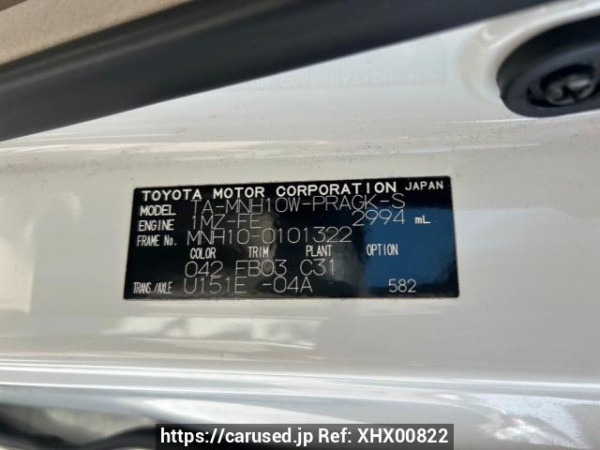 TOYOTA MOTOR CORPORATION JAPAN
MODEL 1A-MNH10W-PRAGK-S
ENGINE 1MZ-FE 2994 mL
FRAME No. MNH10-0101322
COLOR TRIM PLANT OPTION
042 FB03 C31
TRANS./AXLE U151E -04A 582
https://carused.jp Ref: XHX00822